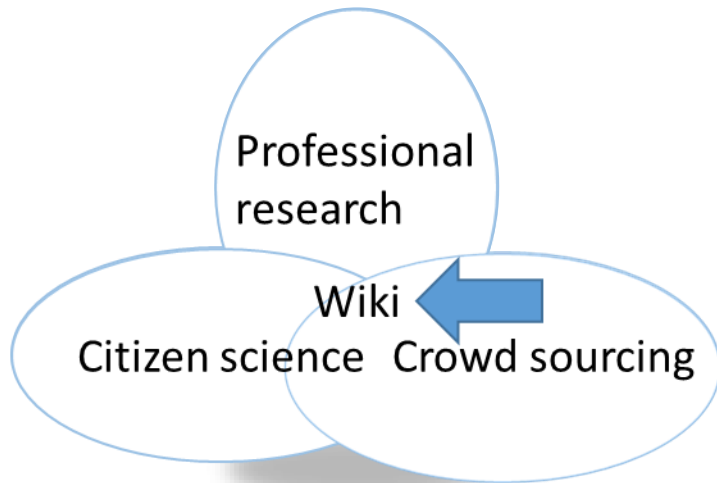 Professional
research
Wiki
Citizen science
Crowd sourcing